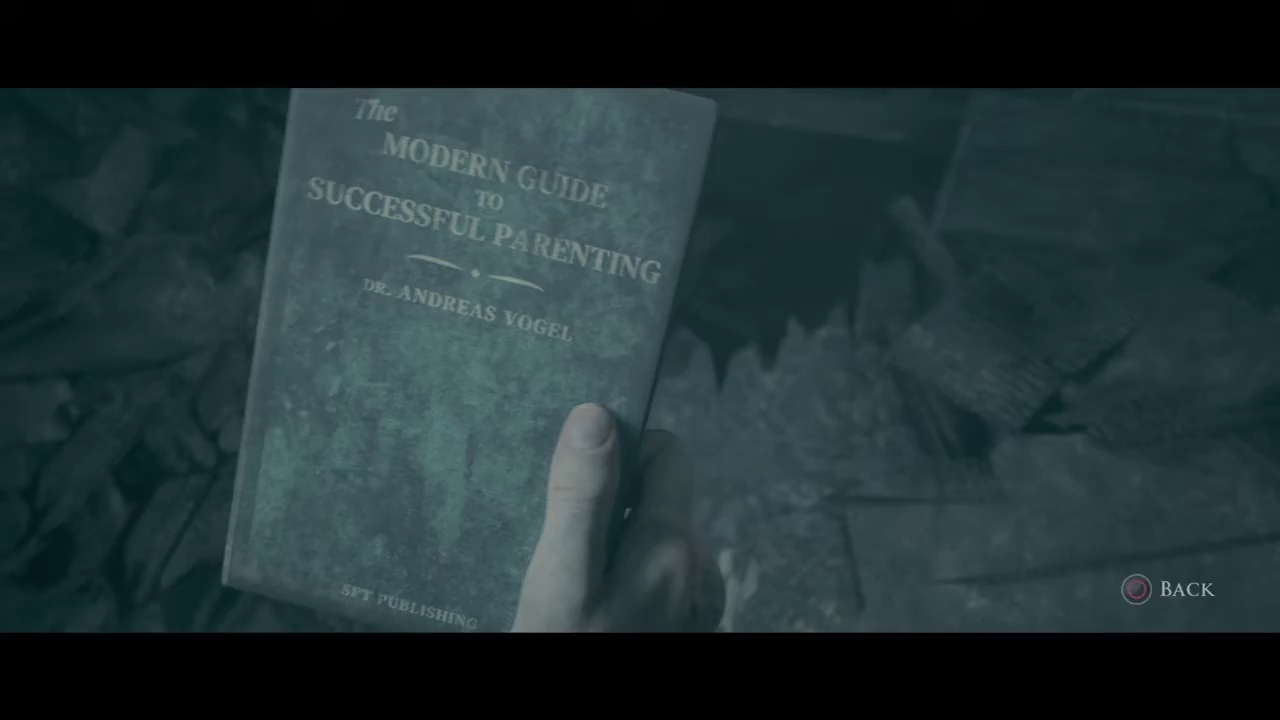 The
MODERN GUIDE
TO
SUCCESSFUL PARENTING
DR. ANDREAS VOGEL
SFT PUBLISHING
BACK